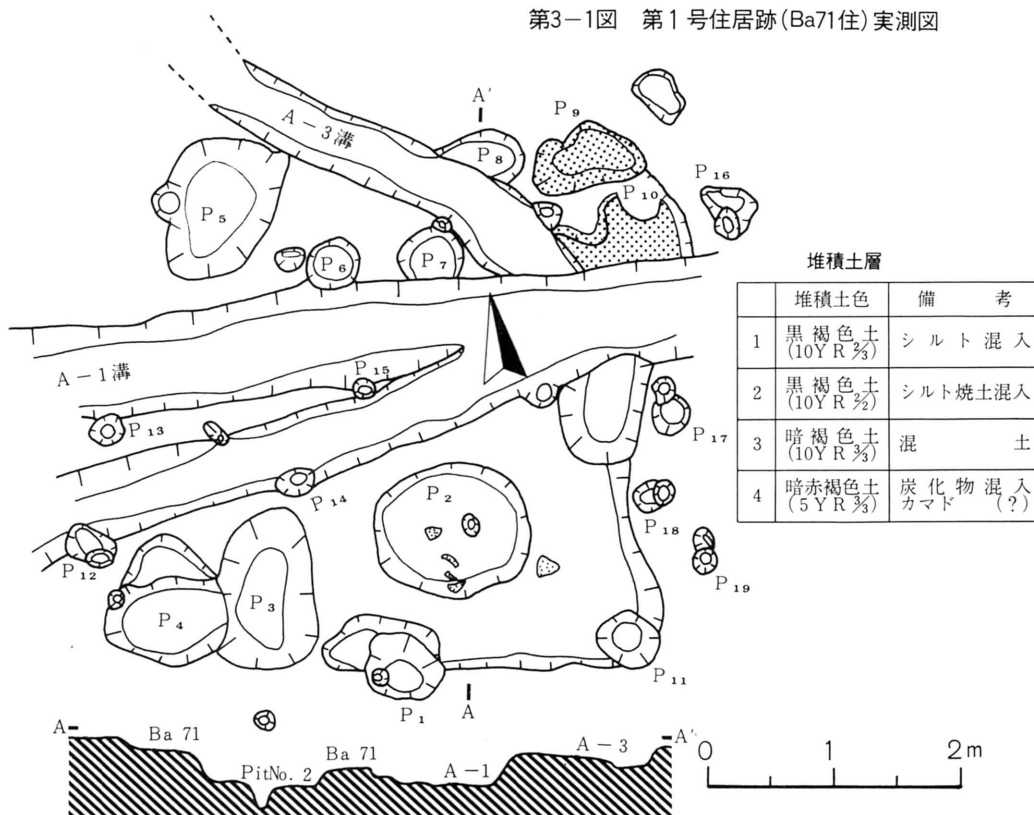 第3-1図 第1号住居跡(Ba71住)実測図
A'
P9
A-3溝
P8
P16
P10
P5
P6
P7
堆積土層
堆積土色 備考
1 黒褐色土 (10YR 2/3) シルト混入
2 黒褐色土 (10YR 2/2) シルト焼土混入
3 暗褐色土 (10YR 3/3) 混土
4 暗赤褐色土 (5YR 3/3) 炭化物混入 カマド (?)
A-1溝
P15
P13
P17
P14
P2
P18
P12
P19
P3
P4
P11
P1
A
A
Ba 71
Ba 71
A-3
A'
PitNo. 2
A-1
0 1 2m